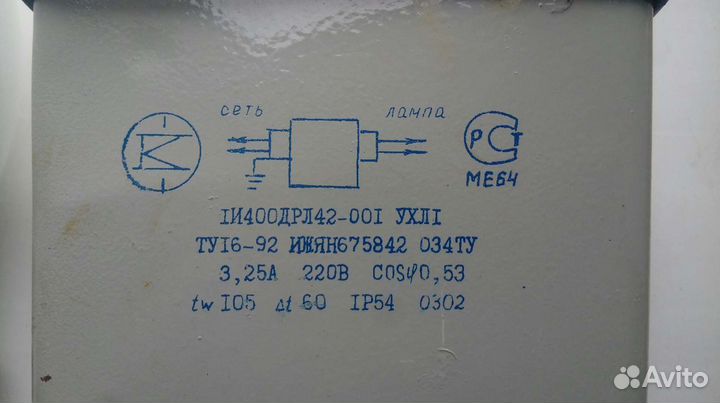 сеть лампа
К РСТ
МЕ64
1И400ДРЛ42-001 УХЛ1
ТУ16-92 ИЖЯН675842 034ТУ
3,25А 220В COSφ0,53
tw 105 Δt 60 IP54 0302
Avito